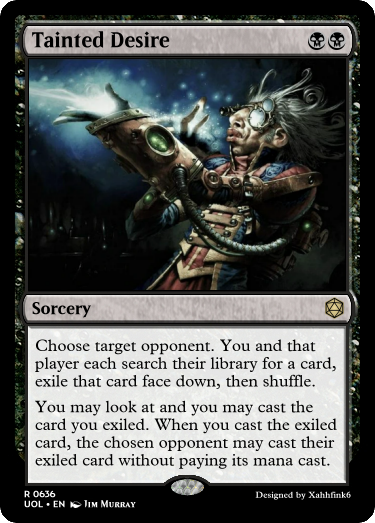 Tainted Desire
Sorcery
Choose target opponent. You and that
player each search their library for a card,
exile that card face down, then shuffle.
You may look at and you may cast the
card you exiled. When you cast the exiled
card, the chosen opponent may cast their
exiled card without paying its mana cast.
R 0636
UOL • EN Jim Murray
Designed by Xahhfink6